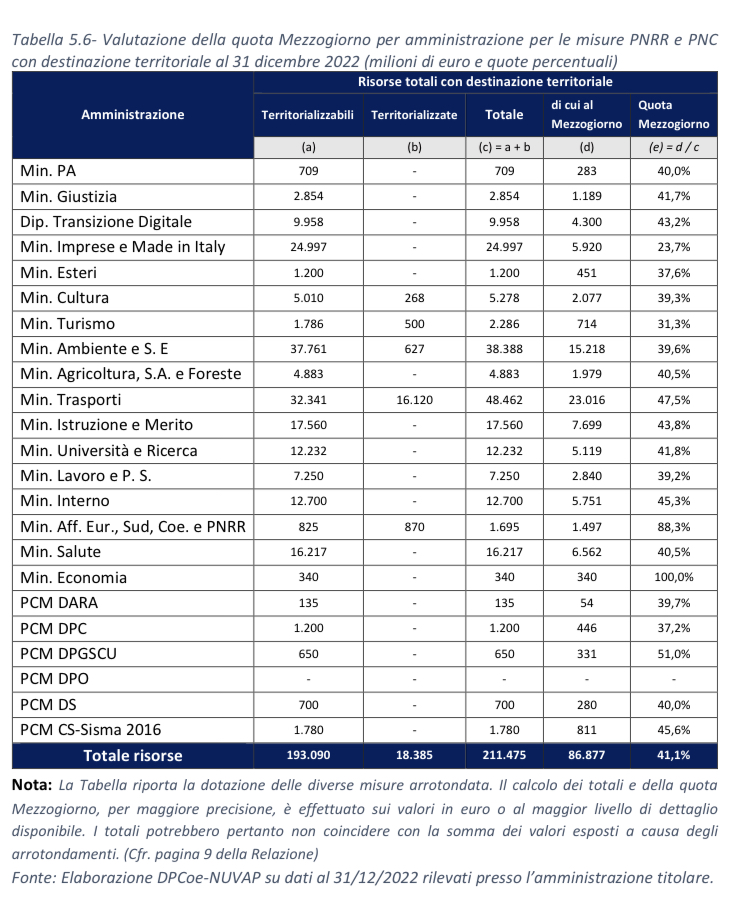 Tabella 5.6- Valutazione della quota Mezzogiorno per amministrazione per le misure PNRR e PNC
con destinazione territoriale al 31 dicembre 2022 (milioni di euro e quote percentuali)
Amministrazione
Risorse totali con destinazione territoriale
Territorializzabili Territorializzate Totale di cui al Mezzogiorno Quota Mezzogiorno
(a) (b) (c) = a + b (d) (e) = d / c
Min. PA 709 - 709 283 40,0%
Min. Giustizia 2.854 - 2.854 1.189 41,7%
Dip. Transizione Digitale 9.958 - 9.958 4.300 43,2%
Min. Imprese e Made in Italy 24.997 - 24.997 5.920 23,7%
Min. Esteri 1.200 - 1.200 451 37,6%
Min. Cultura 5.010 268 5.278 2.077 39,3%
Min. Turismo 1.786 500 2.286 714 31,3%
Min. Ambiente e S. E 37.761 627 38.388 15.218 39,6%
Min. Agricoltura, S.A. e Foreste 4.883 - 4.883 1.979 40,5%
Min. Trasporti 32.341 16.120 48.462 23.016 47,5%
Min. Istruzione e Merito 17.560 - 17.560 7.699 43,8%
Min. Università e Ricerca 12.232 - 12.232 5.119 41,8%
Min. Lavoro e P. S. 7.250 - 7.250 2.840 39,2%
Min. Interno 12.700 - 12.700 5.751 45,3%
Min. Aff. Eur., Sud, Coe. e PNRR 825 870 1.695 1.497 88,3%
Min. Salute 16.217 - 16.217 6.562 40,5%
Min. Economia 340 - 340 340 100,0%
PCM DARA 135 - 135 54 39,7%
PCM DPC 1.200 - 1.200 446 37,2%
PCM DPGSCU 650 - 650 331 51,0%
PCM DPO - - - - -
PCM DS 700 - 700 280 40,0%
PCM CS-Sisma 2016 1.780 - 1.780 811 45,6%
Totale risorse 193.090 18.385 211.475 86.877 41,1%
Nota: La Tabella riporta la dotazione delle diverse misure arrotondata. Il calcolo dei totali e della quota
Mezzogiorno, per maggiore precisione, è effettuato sui valori in euro o al maggior livello di dettaglio
disponibile. I totali potrebbero pertanto non coincidere con la somma dei valori esposti a causa degli
arrotondamenti. (Cfr. pagina 9 della Relazione)
Fonte: Elaborazione DPCoe-NUVAP su dati al 31/12/2022 rilevati presso l’amministrazione titolare.